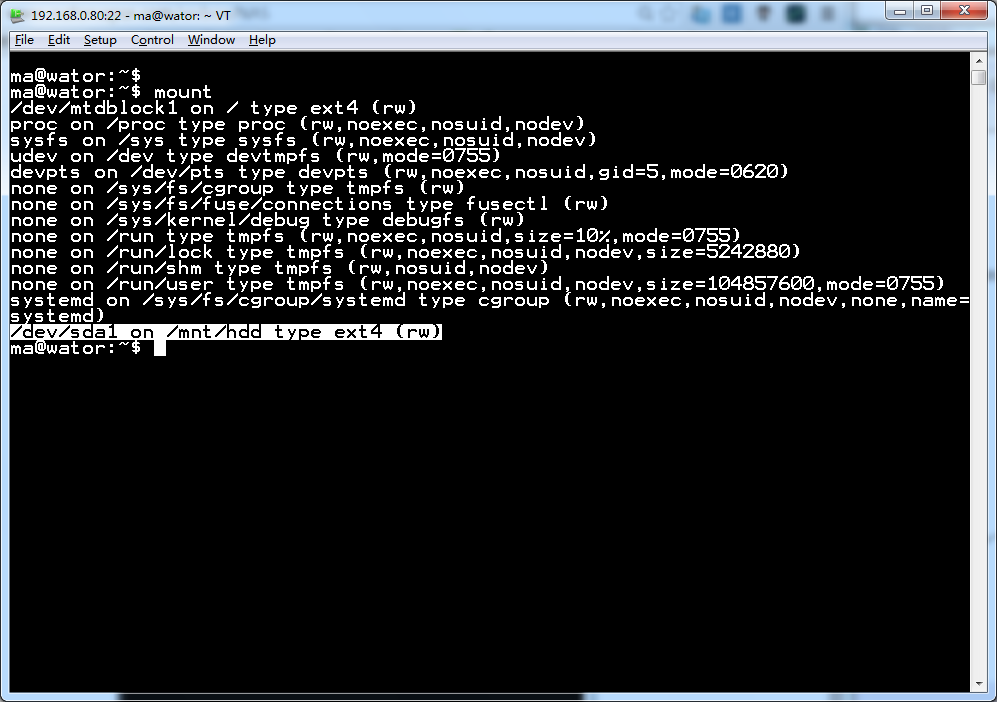 192.168.0.80:22 - ma@wator: ~ VT
File Edit Setup Control Window Help
ma@wator:~$
ma@wator:~$ mount
/dev/mtdblock1 on / type ext4 (rw)
proc on /proc type proc (rw,noexec,nosuid,nodev)
sysfs on /sys type sysfs (rw,noexec,nosuid,nodev)
udev on /dev type devtmpfs (rw,mode=0755)
devpts on /dev/pts type devpts (rw,noexec,nosuid,gid=5,mode=0620)
none on /sys/fs/cgroup type tmpfs (rw)
none on /sys/fs/fuse/connections type fusectl (rw)
none on /sys/kernel/debug type debugfs (rw)
none on /run type tmpfs (rw,noexec,nosuid,size=10%,mode=0755)
none on /run/lock type tmpfs (rw,noexec,nosuid,nodev,size=5242880)
none on /run/shm type tmpfs (rw,nosuid,nodev)
none on /run/user type tmpfs (rw,noexec,nosuid,nodev,size=104857600,mode=0755)
systemd on /sys/fs/cgroup/systemd type cgroup (rw,noexec,nosuid,nodev,none,name=
systemd)
/dev/sda1 on /mnt/hdd type ext4 (rw)
ma@wator:~$